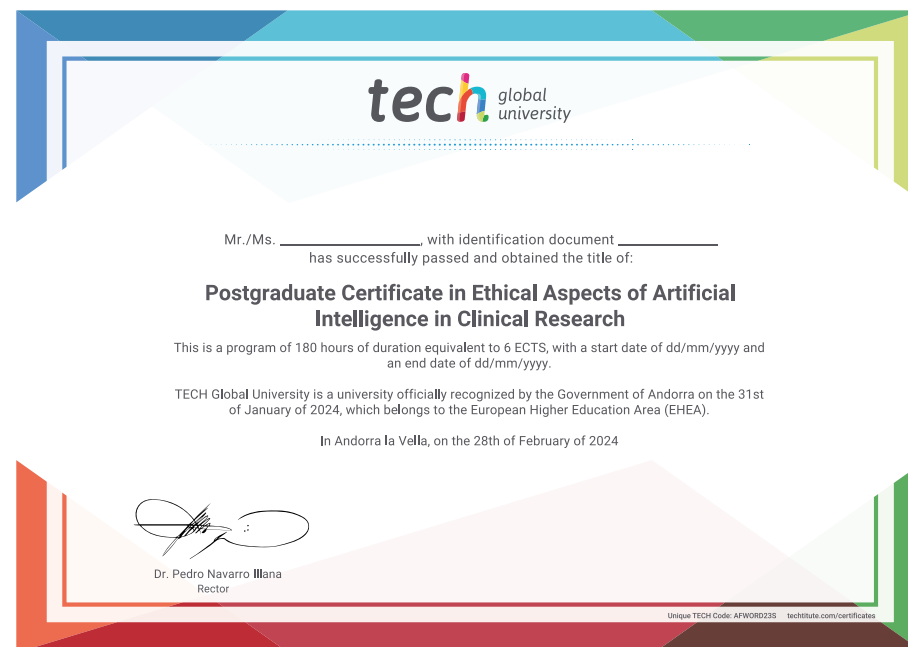 tech global university
Mr./Ms. ____________________, with identification document ______________
has successfully passed and obtained the title of:
Postgraduate Certificate in Ethical Aspects of Artificial
Intelligence in Clinical Research
This is a program of 180 hours of duration equivalent to 6 ECTS, with a start date of dd/mm/yyyy and
an end date of dd/mm/yyyy.
TECH Global University is a university officially recognized by the Government of Andorra on the 31st
of January of 2024, which belongs to the European Higher Education Area (EHEA).
In Andorra la Vella, on the 28th of February of 2024
Dr. Pedro Navarro Illana
Rector
Unique TECH Code: AFWORD23S techtitute.com/certificates